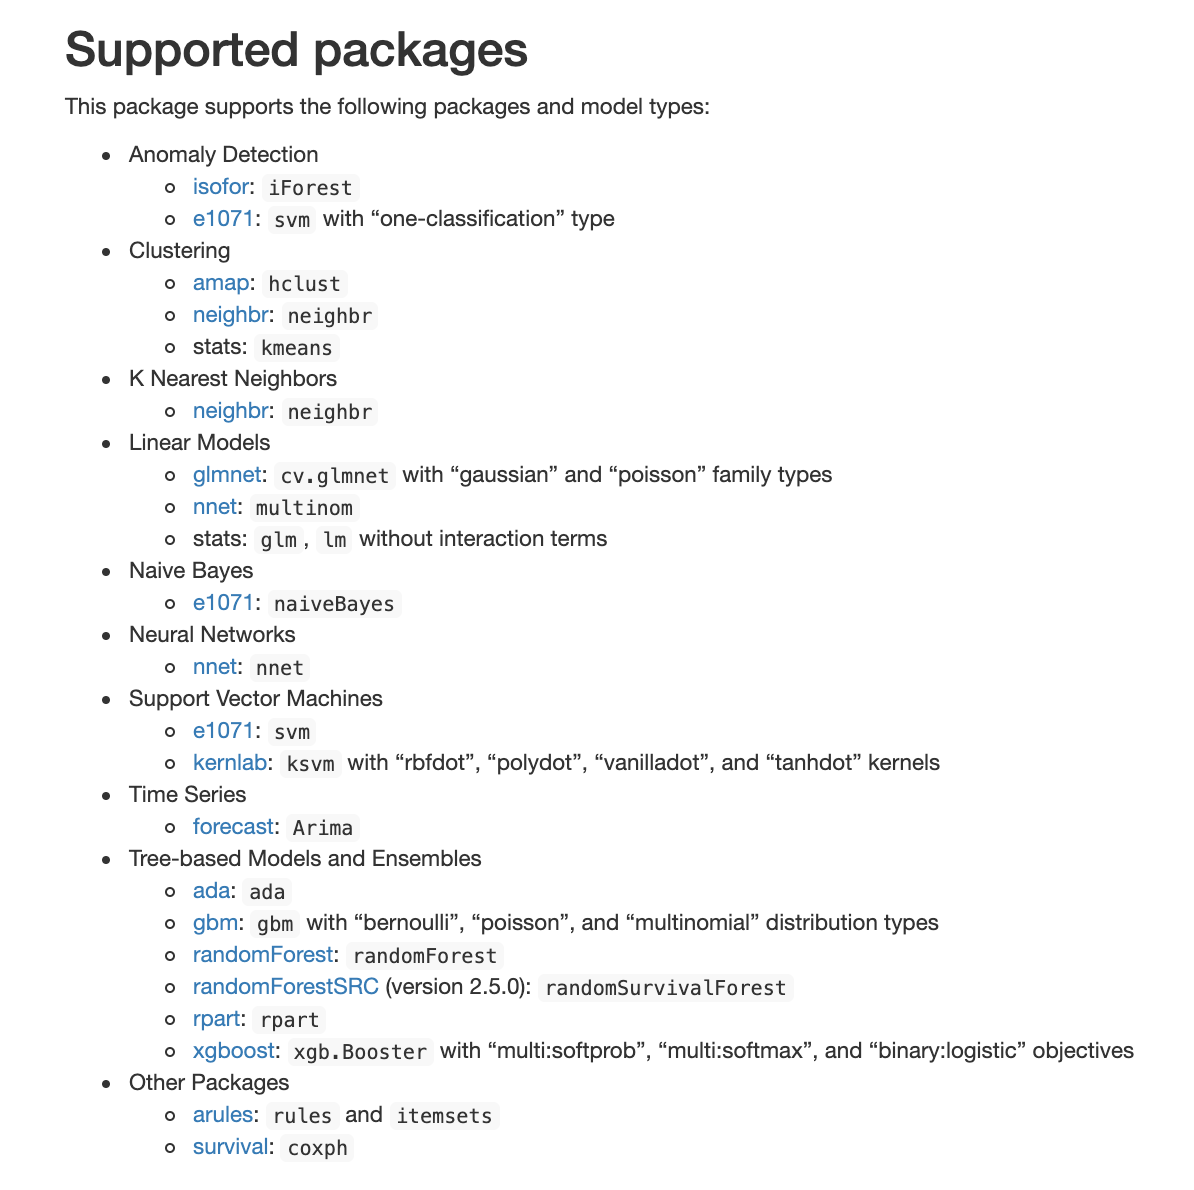 Supported packages
This package supports the following packages and model types:
• Anomaly Detection
◦ isofor: iForest
◦ e1071: svm with “one-classification” type
• Clustering
◦ amap: hclust
◦ neighbr: neighbr
◦ stats: kmeans
• K Nearest Neighbors
◦ neighbr: neighbr
• Linear Models
◦ glmnet: cv.glmnet with “gaussian” and “poisson” family types
◦ nnet: multinom
◦ stats: glm, lm without interaction terms
• Naive Bayes
◦ e1071: naiveBayes
• Neural Networks
◦ nnet: nnet
• Support Vector Machines
◦ e1071: svm
◦ kernlab: ksvm with “rbfdot”, “polydot”, “vanilladot”, and “tanhdot” kernels
• Time Series
◦ forecast: Arima
• Tree-based Models and Ensembles
◦ ada: ada
◦ gbm: gbm with “bernoulli”, “poisson”, and “multinomial” distribution types
◦ randomForest: randomForest
◦ randomForestSRC (version 2.5.0): randomSurvivalForest
◦ rpart: rpart
◦ xgboost: xgb.Booster with “multi:softprob”, “multi:softmax”, and “binary:logistic” objectives
• Other Packages
◦ arules: rules and itemsets
◦ survival: coxph